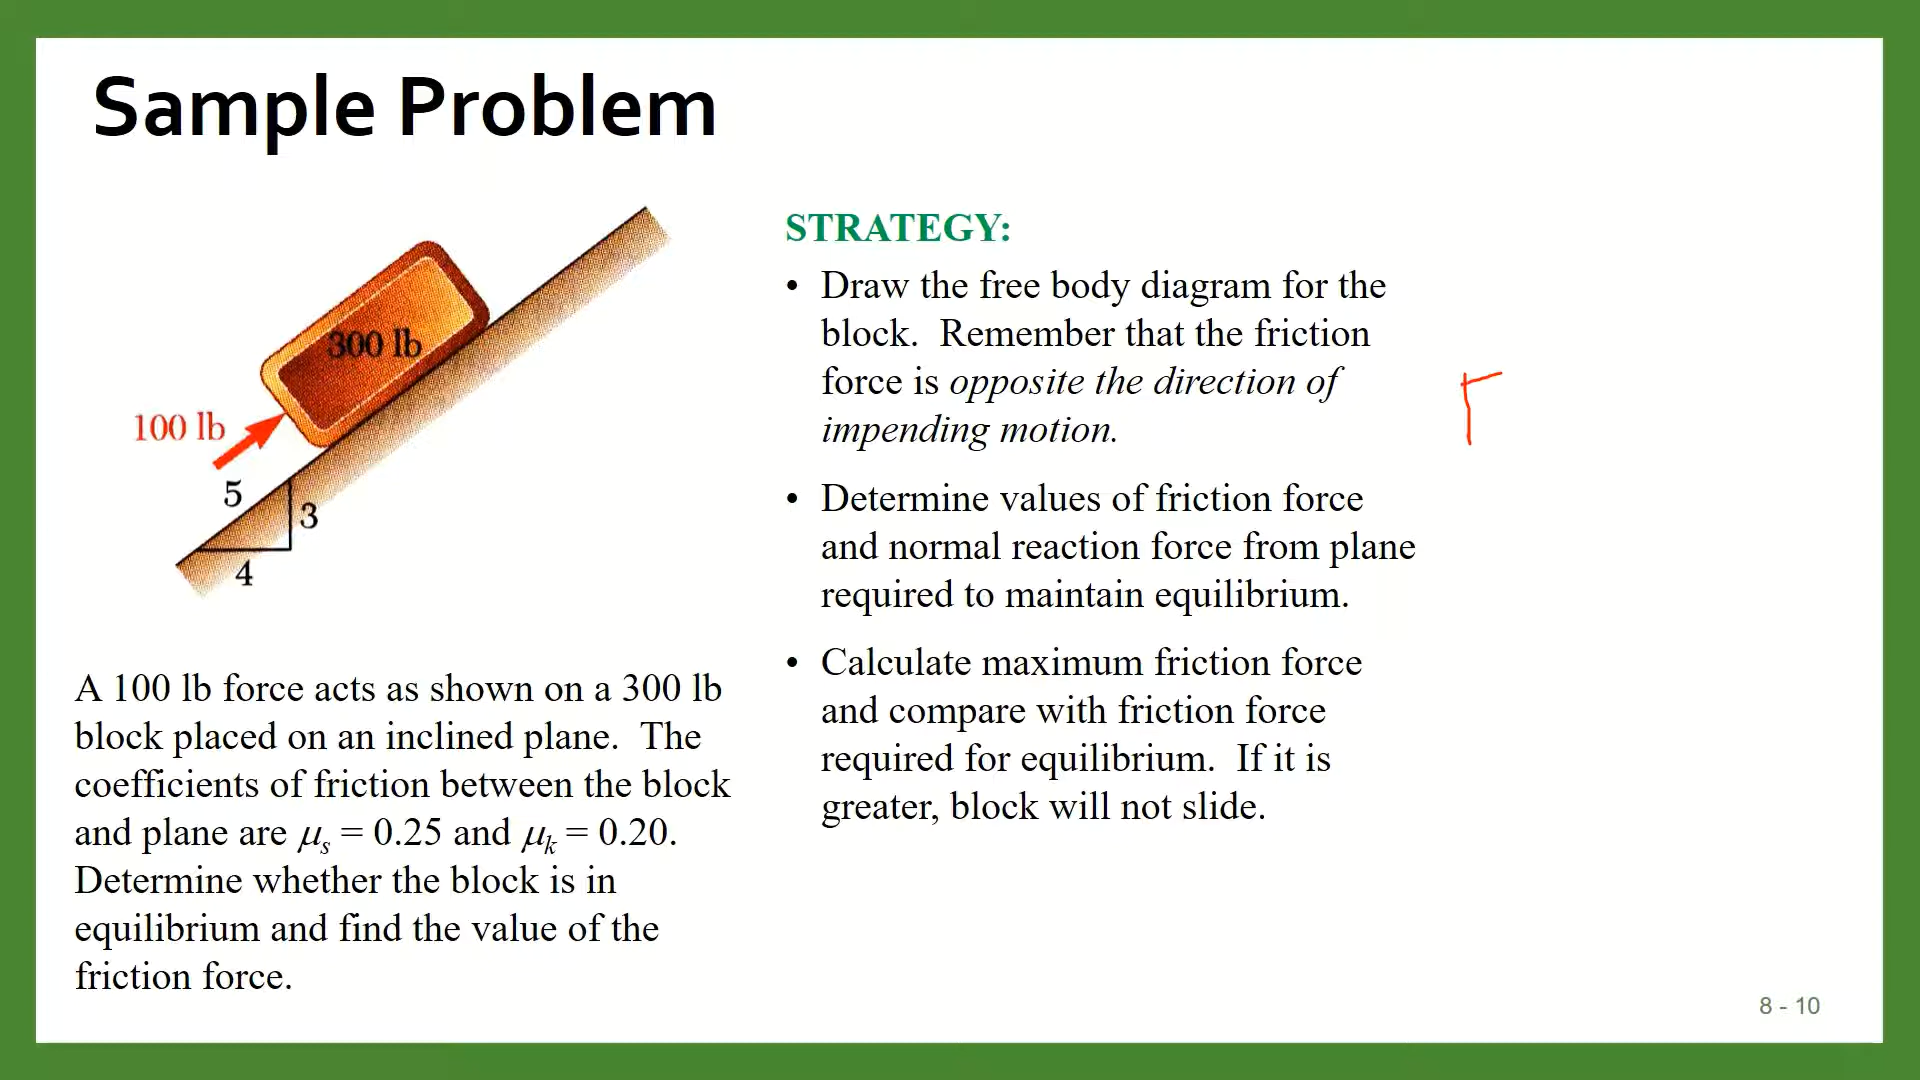 Sample Problem
300 lb
100 lb
5
3
4
A 100 lb force acts as shown on a 300 lb
block placed on an inclined plane.  The
coefficients of friction between the block
and plane are μs = 0.25 and μk = 0.20.
Determine whether the block is in
equilibrium and find the value of the
friction force.
STRATEGY:
• Draw the free body diagram for the
block.  Remember that the friction
force is opposite the direction of
impending motion.
• Determine values of friction force
and normal reaction force from plane
required to maintain equilibrium.
• Calculate maximum friction force
and compare with friction force
required for equilibrium.  If it is
greater, block will not slide.
8 - 10